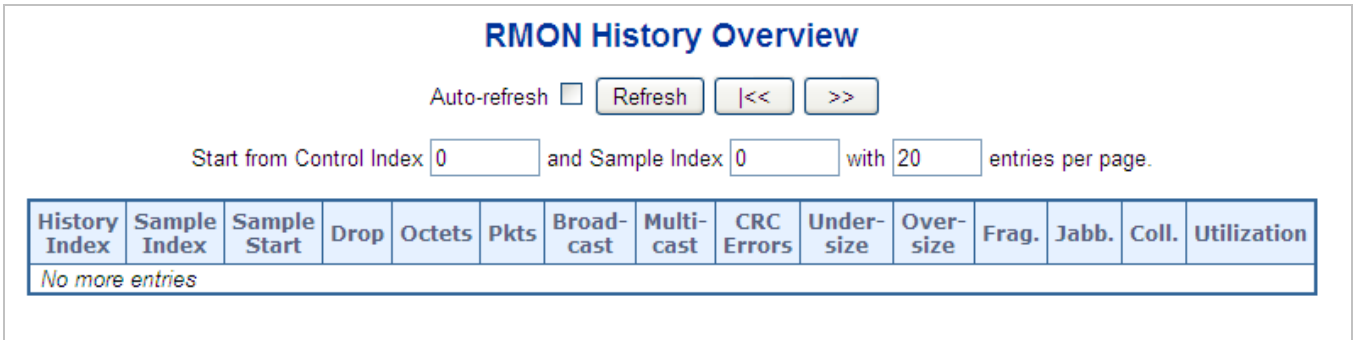 RMON History Overview
Auto-refresh Refresh |<< >>
Start from Control Index 0 and Sample Index 0 with 20 entries per page.
History Index Sample Index Sample Start Drop Octets Pkts Broad-cast Multi-cast CRC Errors Under-size Over-size Frag. Jabb. Coll. Utilization
No more entries